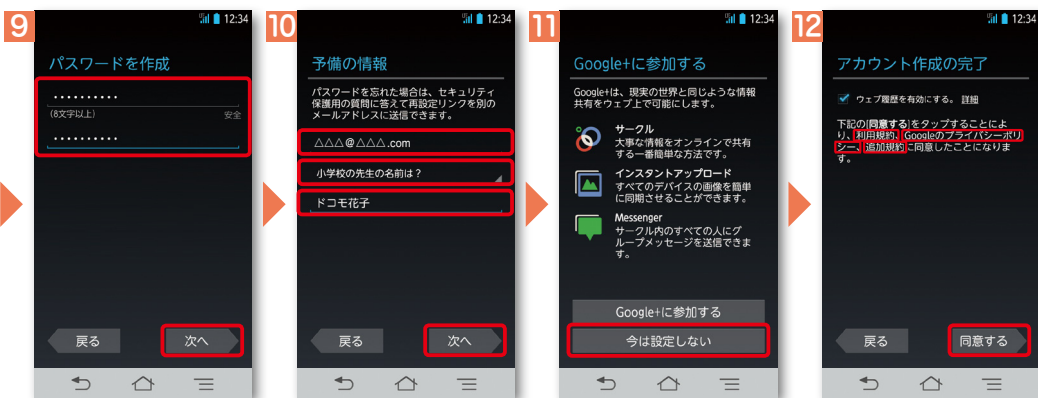 9
12:34
パスワードを作成
··········
(8文字以上) 安全
··········
戻る 次へ
10
12:34
予備の情報
パスワードを忘れた場合は、セキュリティ
保護用の質問に答えて再設定リンクを別の
メールアドレスに送信できます。
△△△@△△△.com
小学校の先生の名前は？
ドコモ花子
戻る 次へ
11
12:34
Google+に参加する
Google+は、現実の世界と同じような情報
共有をウェブ上で可能にします。
サークル
大事な情報をオンラインで共有
する一番簡単な方法です。
インスタントアップロード
すべてのデバイスの画像を簡単
に同期させることができます。
Messenger
サークル内のすべての人にグ
ループメッセージを送信できま
す。
Google+に参加する
今は設定しない
12
12:34
アカウント作成の完了
ウェブ履歴を有効にする。 詳細
下記の[同意する]をタップすることによ
り、利用規約、Googleのプライバシーポリ
シー、追加規約に同意したことになりま
す。
戻る 同意する